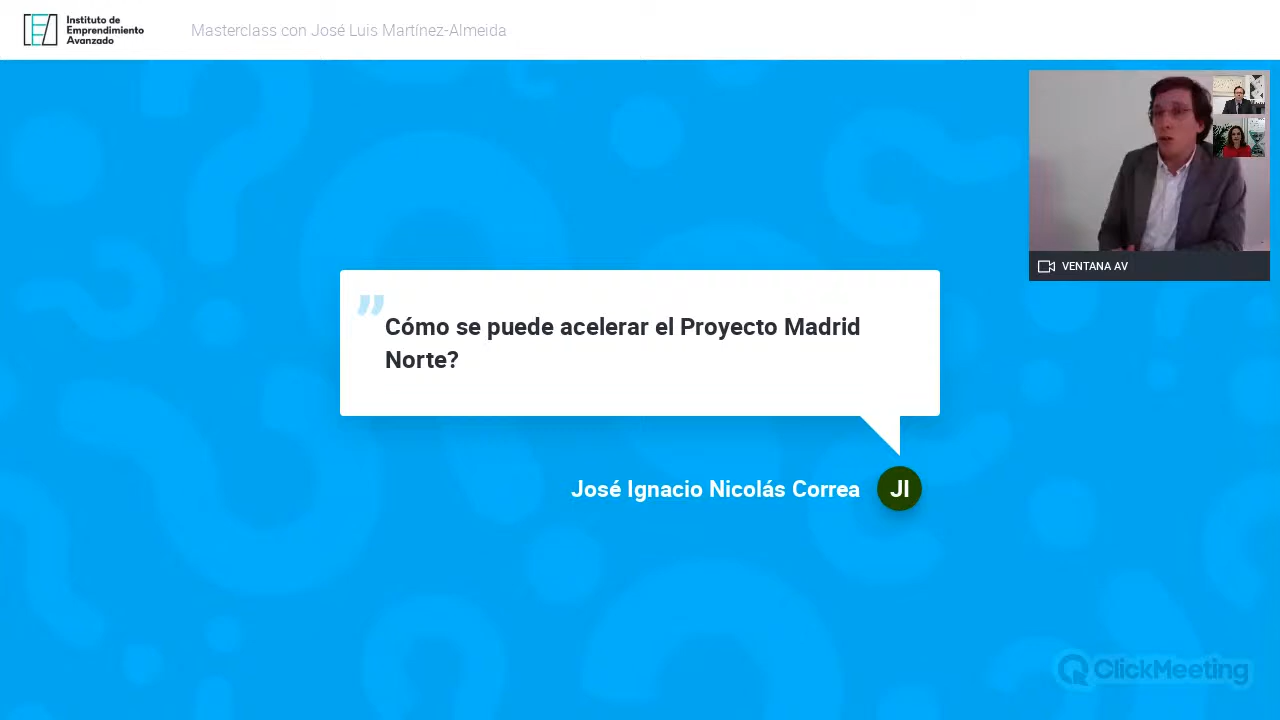 Instituto de
Emprendimiento
Avanzado
Masterclass con José Luis Martínez-Almeida
VENTANA AV
”
Cómo se puede acelerar el Proyecto Madrid
Norte?
José Ignacio Nicolás Correa
JI
ClickMeeting